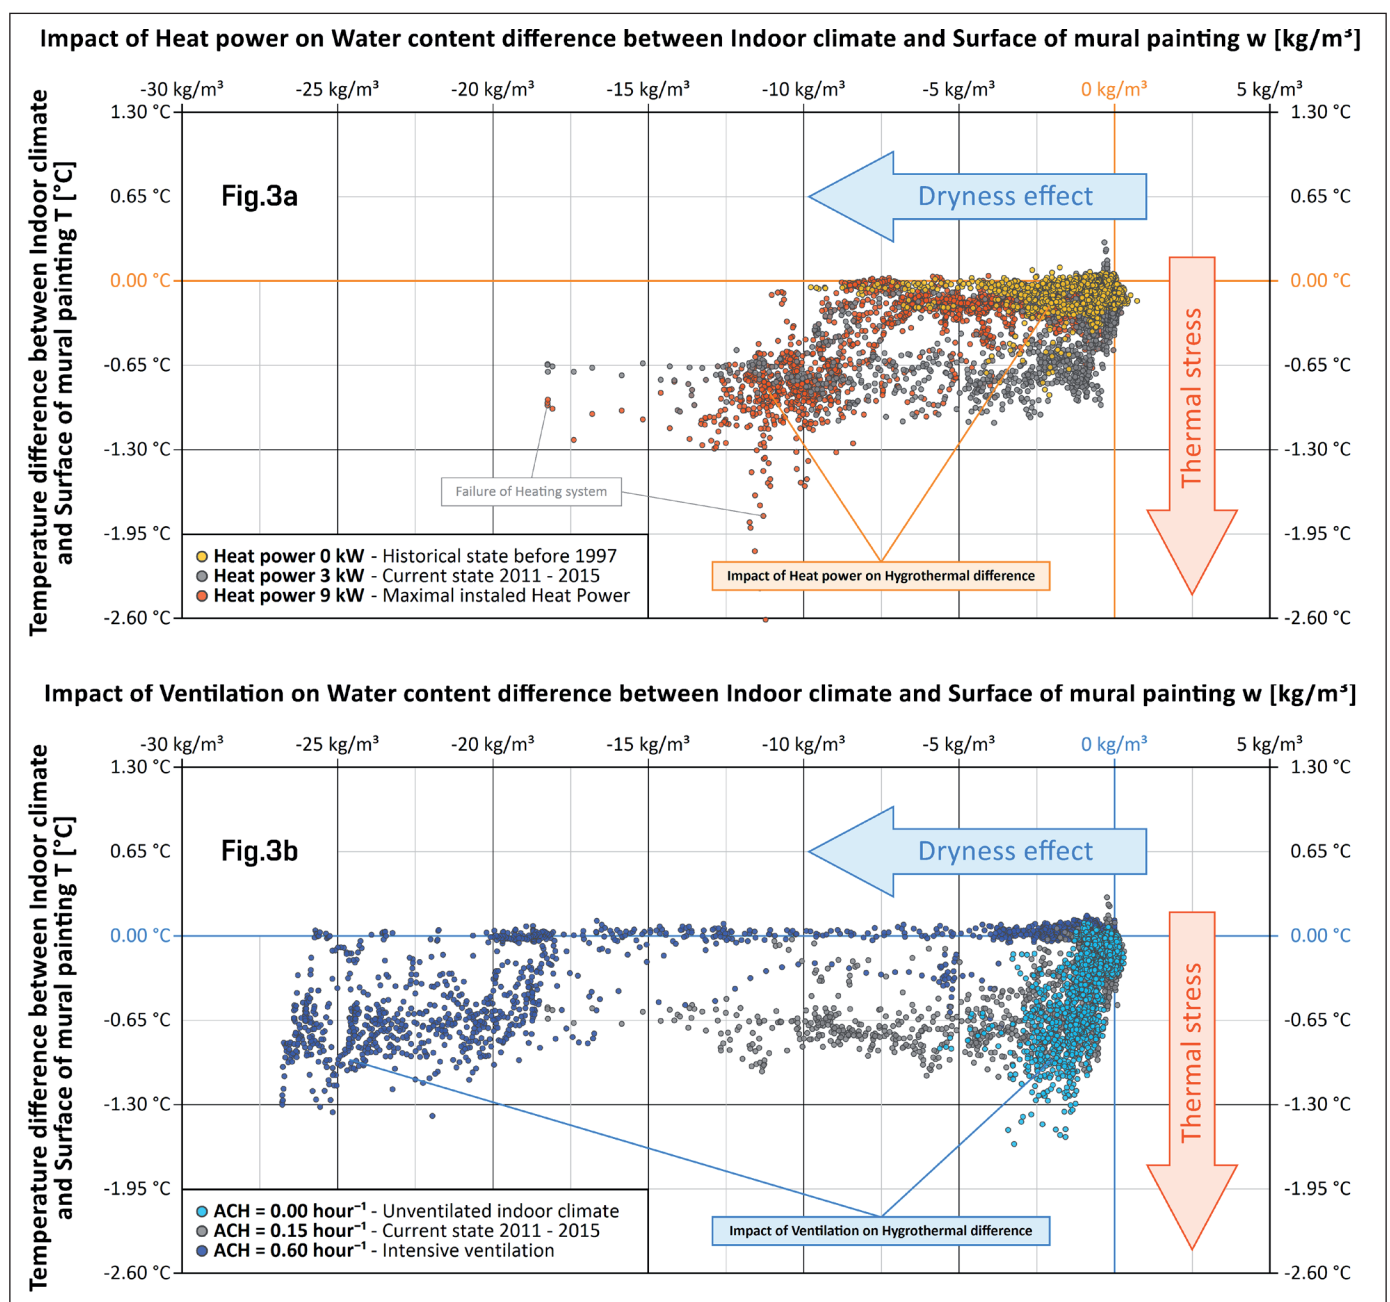 Impact of Heat power on Water content difference between Indoor climate and Surface of mural painting w [kg/m³]
-30 kg/m³ -25 kg/m³ -20 kg/m³ -15 kg/m³ -10 kg/m³ -5 kg/m³ 0 kg/m³ 5 kg/m³
Temperature difference between Indoor climate
and Surface of mural painting T [°C]
1.30 °C 1.30 °C
Fig.3a
Dryness effect
0.65 °C 0.65 °C
0.00 °C 0.00 °C
-0.65 °C -0.65 °C
Thermal stress
-1.30 °C -1.30 °C
Failure of Heating system
-1.95 °C -1.95 °C
Heat power 0 kW - Historical state before 1997
Heat power 3 kW - Current state 2011 - 2015
Heat power 9 kW - Maximal instaled Heat Power
Impact of Heat power on Hygrothermal difference
-2.60 °C -2.60 °C
Impact of Ventilation on Water content difference between Indoor climate and Surface of mural painting w [kg/m³]
-30 kg/m³ -25 kg/m³ -20 kg/m³ -15 kg/m³ -10 kg/m³ -5 kg/m³ 0 kg/m³ 5 kg/m³
Temperature difference between Indoor climate
and Surface of mural painting T [°C]
1.30 °C 1.30 °C
Fig.3b
Dryness effect
0.65 °C 0.65 °C
0.00 °C 0.00 °C
-0.65 °C -0.65 °C
Thermal stress
-1.30 °C -1.30 °C
-1.95 °C -1.95 °C
ACH = 0.00 hour⁻¹ - Unventilated indoor climate
ACH = 0.15 hour⁻¹ - Current state 2011 - 2015
ACH = 0.60 hour⁻¹ - Intensive ventilation
Impact of Ventilation on Hygrothermal difference
-2.60 °C -2.60 °C